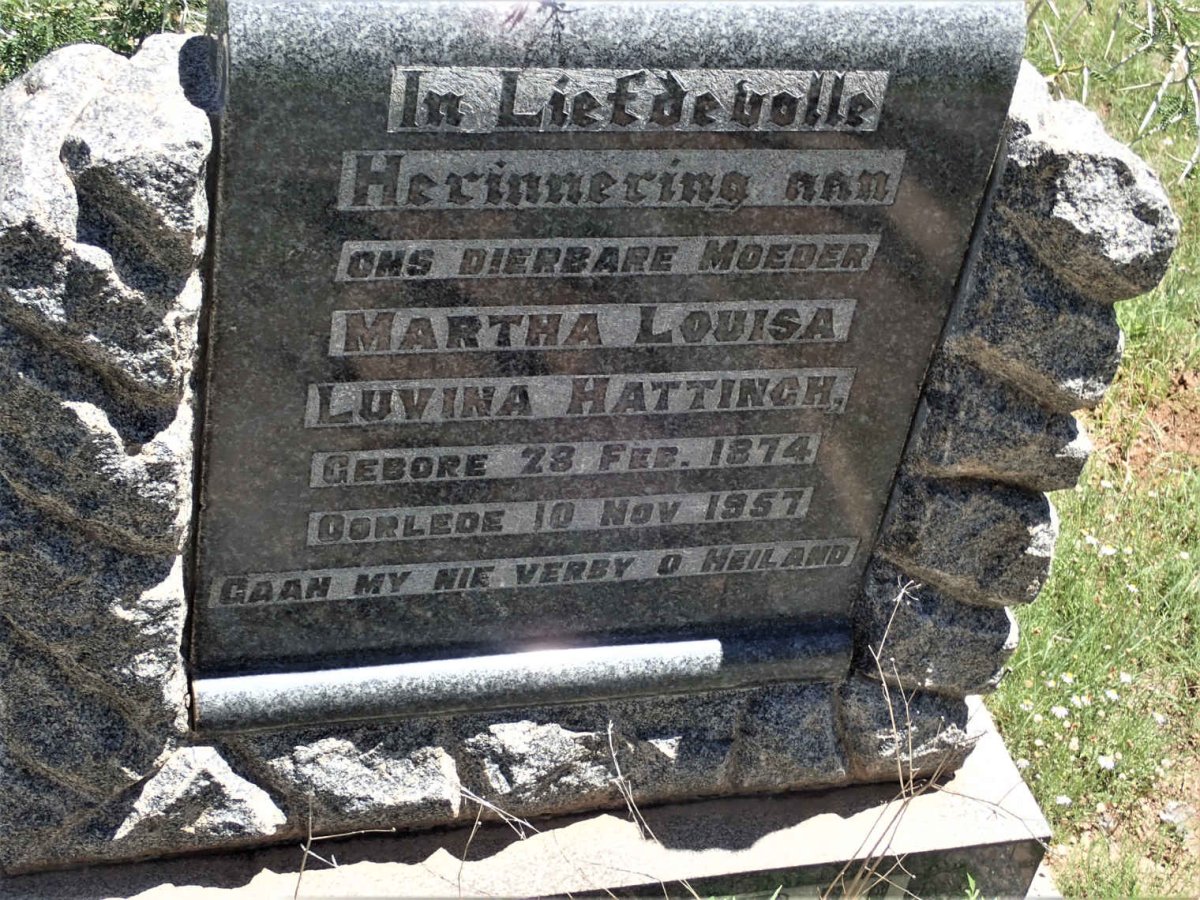 In Liefdevolle
Herinnering aan
ONS DIERBARE MOEDER
MARTHA LOUISA
LUVINA HATTINGH,
GEBORE 23 FEB. 1874
OORLEDE 10 NOV 1957
GAAN MY NIE VERBY O HEILAND